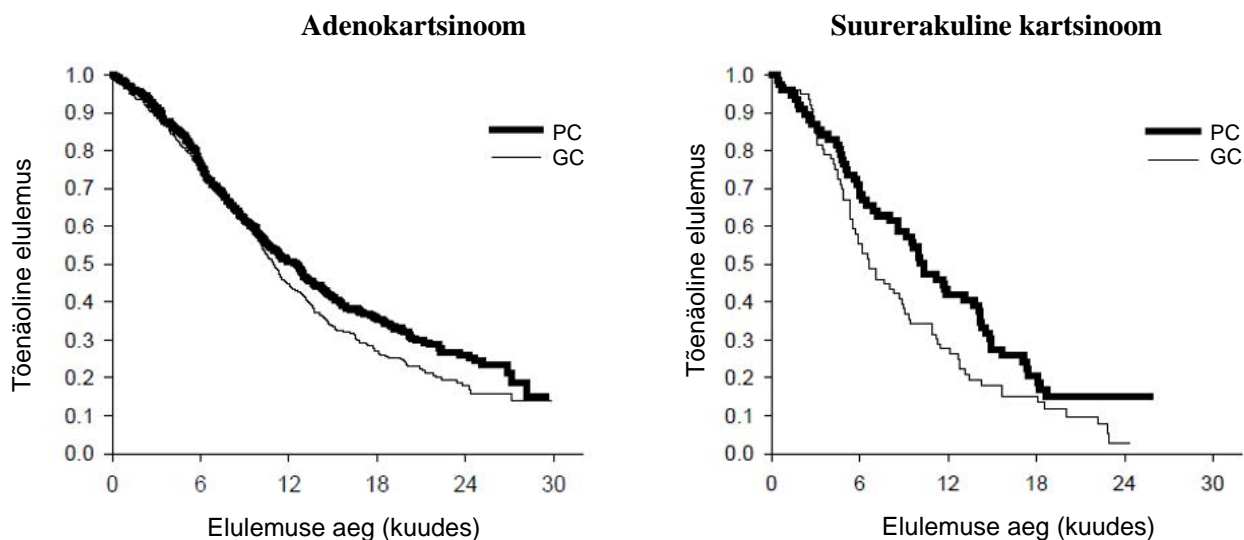 Adenokartsinoom
Tõenäoline elulemus
1.0
0.9
0.8
0.7
0.6
0.5
0.4
0.3
0.2
0.1
0.0
PC
GC
0 6 12 18 24 30
Elulemuse aeg (kuudes)
Suurerakuline kartsinoom
Tõenäoline elulemus
1.0
0.9
0.8
0.7
0.6
0.5
0.4
0.3
0.2
0.1
0.0
PC
GC
0 6 12 18 24 30
Elulemuse aeg (kuudes)